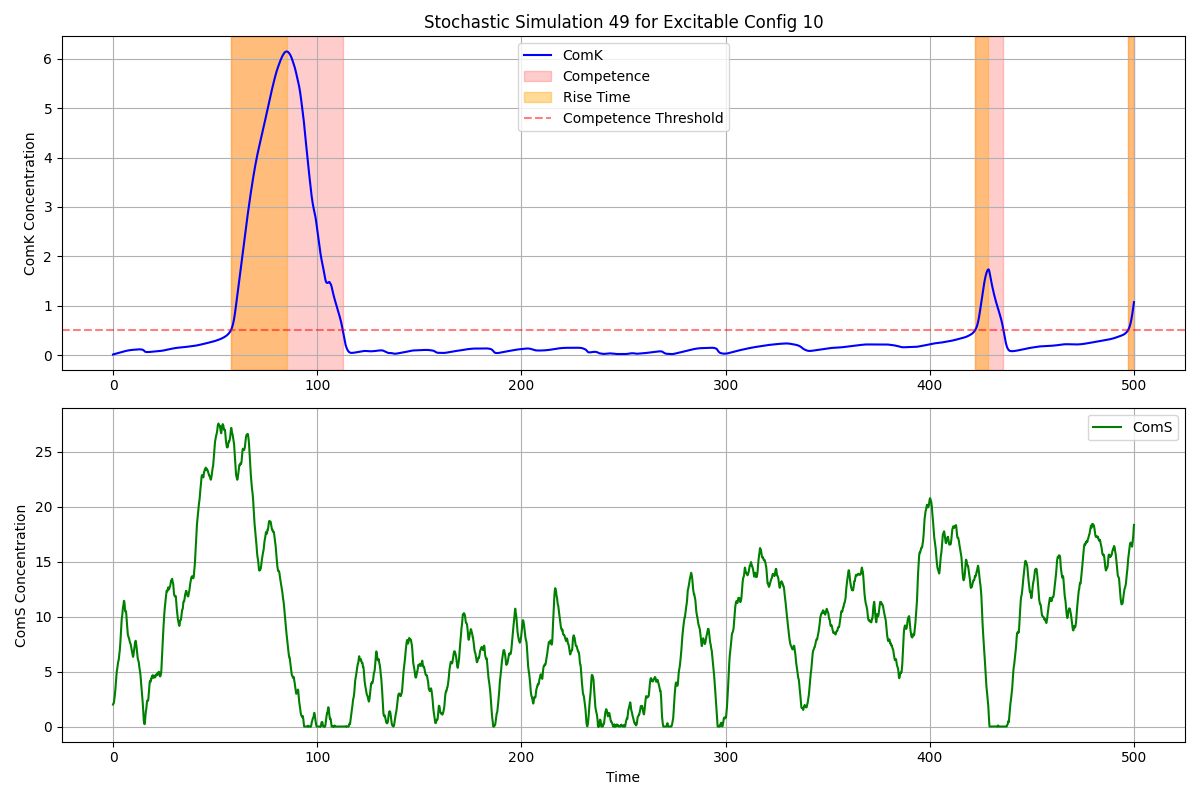 Stochastic Simulation 49 for Excitable Config 10
ComK Concentration
6
5
4
3
2
1
0
ComK
Competence
Rise Time
Competence Threshold
0 100 200 300 400 500
ComS Concentration
25
20
15
10
5
0
ComS
0 100 200 300 400 500
Time